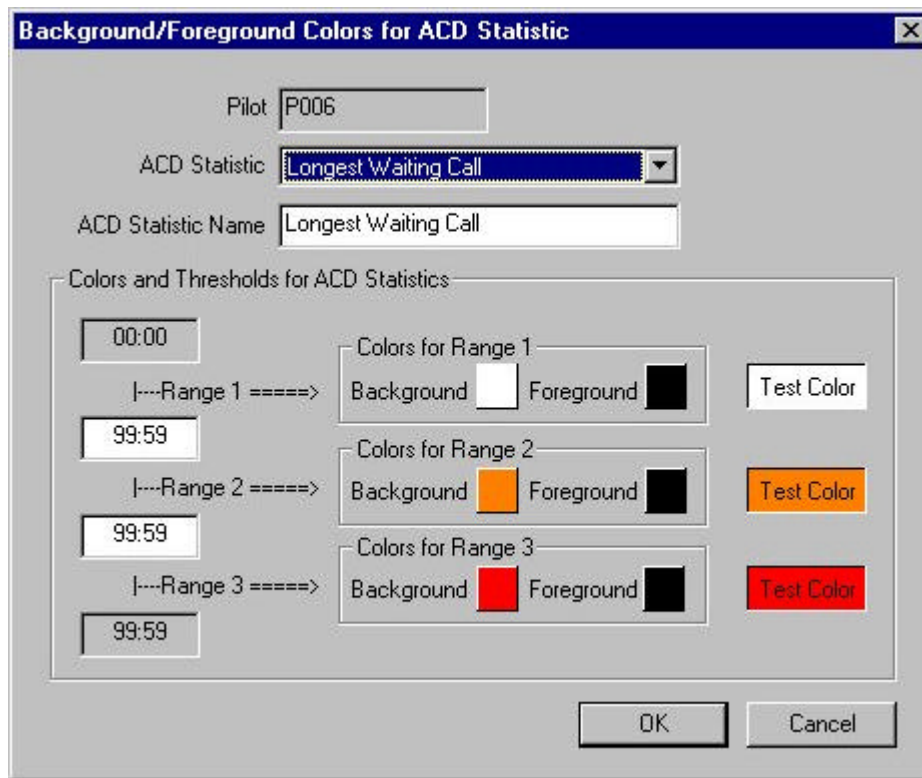 Background/Foreground Colors for ACD Statistic
Pilot P006
ACD Statistic Longest Waiting Call
ACD Statistic Name Longest Waiting Call
Colors and Thresholds for ACD Statistics
00:00
Colors for Range 1
|---Range 1 =====> Background Foreground Test Color
99:59
Colors for Range 2
|---Range 2 =====> Background Foreground Test Color
99:59
Colors for Range 3
|---Range 3 =====> Background Foreground Test Color
99:59
OK Cancel